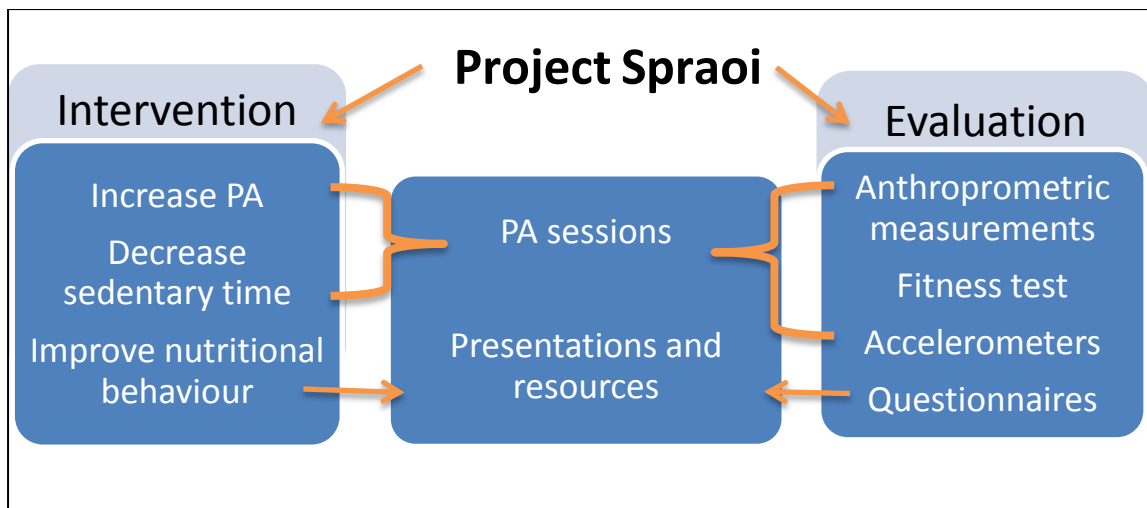 Project Spraoi
Intervention
Increase PA
Decrease
sedentary time
Improve nutritional
behaviour
PA sessions
Presentations and
resources
Evaluation
Anthroprometric
measurements
Fitness test
Accelerometers
Questionnaires